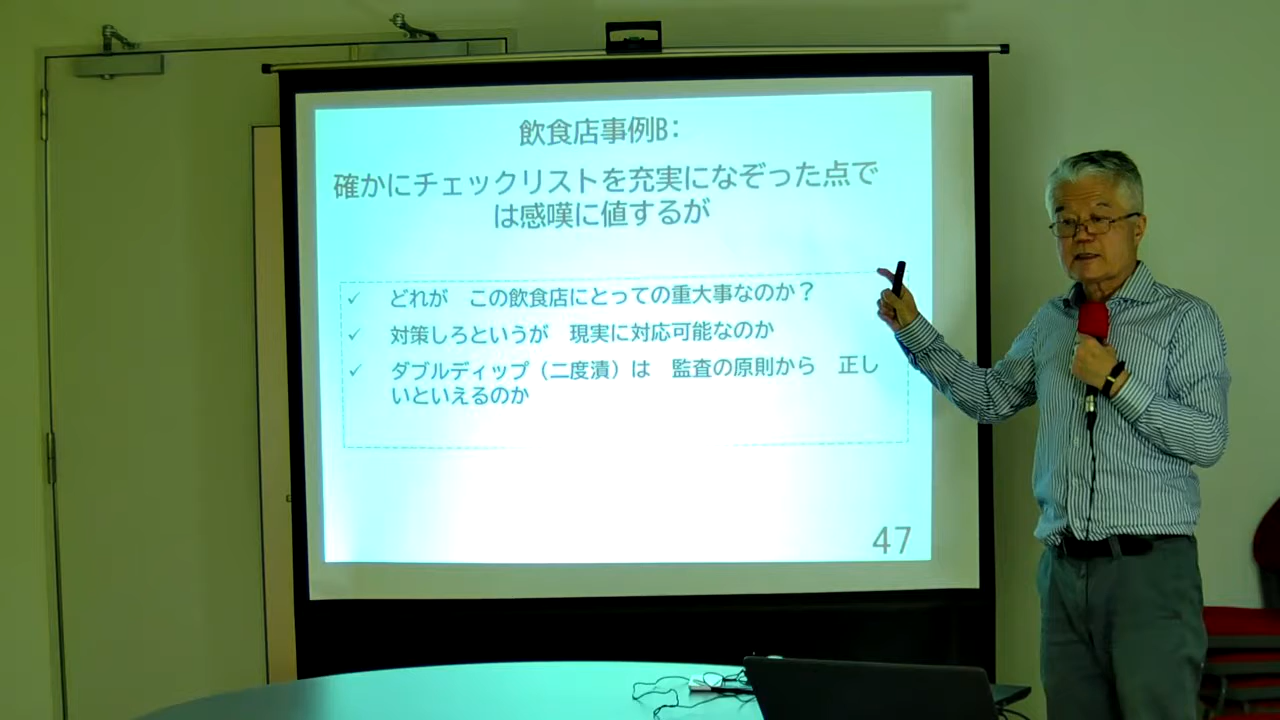 飲食店事例B:
確かにチェックリストを充実になぞった点で
は感嘆に値するが
✓ どれが　この飲食店にとっての重大事なのか？
✓ 対策しろというが　現実に対応可能なのか
✓ ダブルディップ（二度漬）は　監査の原則から　正し
いといえるのか
47